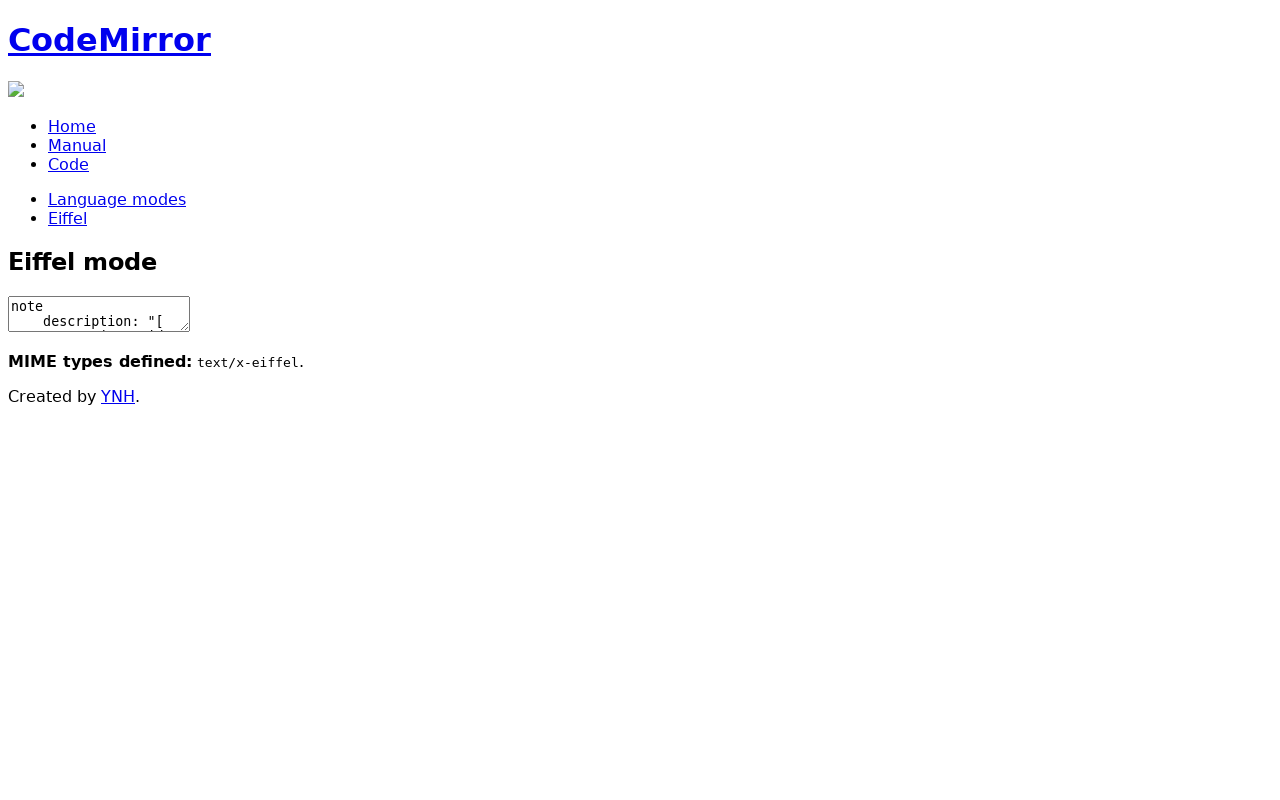 CodeMirror
Home
Manual
Code
Language modes
Eiffel
Eiffel mode
note
description: "[
MIME types defined: text/x-eiffel.
Created by YNH.